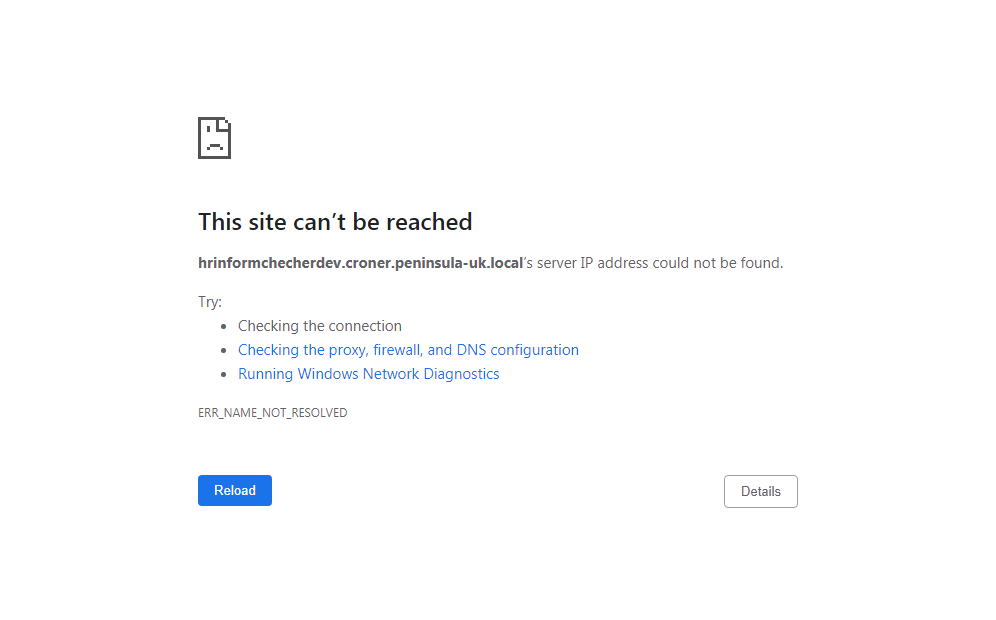 This site can’t be reached
hrinformchecherdev.croner.peninsula-uk.local’s server IP address could not be found.
Try:
• Checking the connection
• Checking the proxy, firewall, and DNS configuration
• Running Windows Network Diagnostics
ERR_NAME_NOT_RESOLVED
Reload
Details